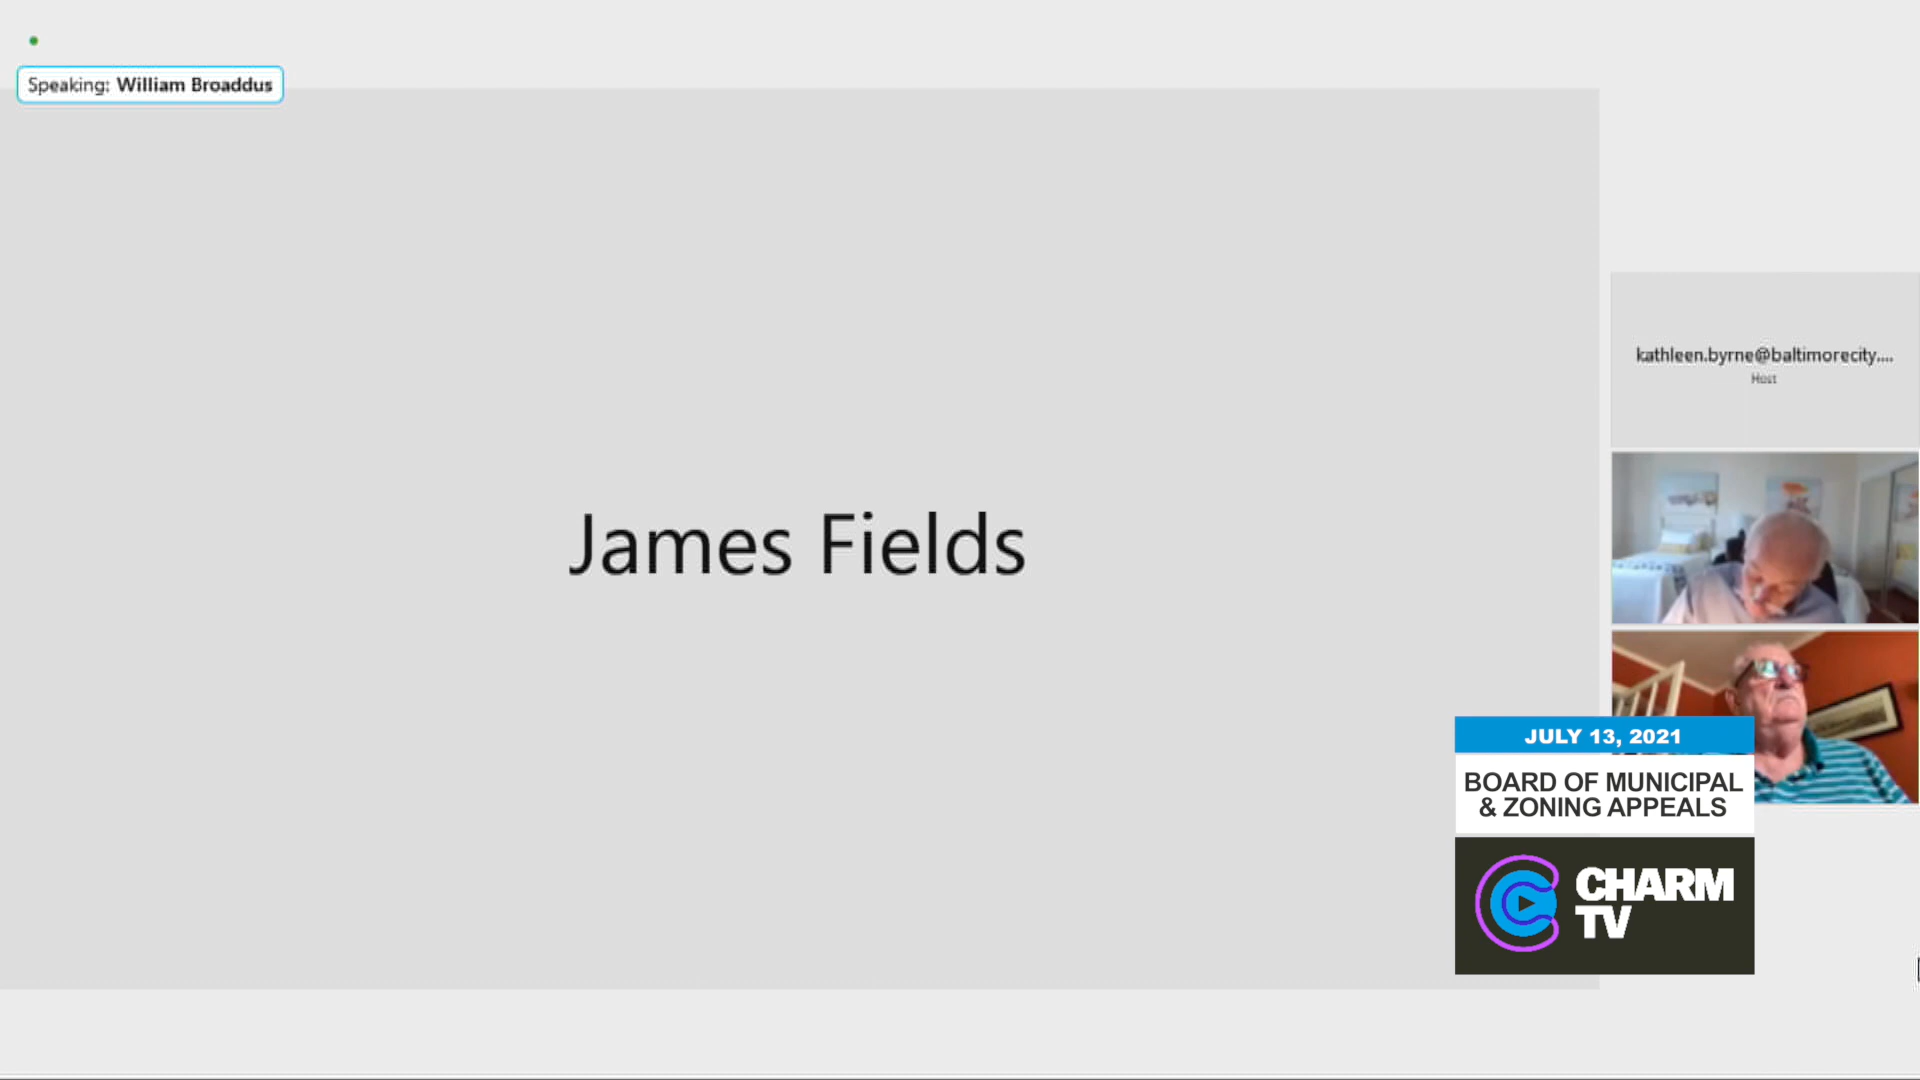 Speaking: William Broaddus
James Fields
kathleen.byrne@baltimorecity....
Host
JULY 13, 2021
BOARD OF MUNICIPAL
& ZONING APPEALS
CHARM
TV